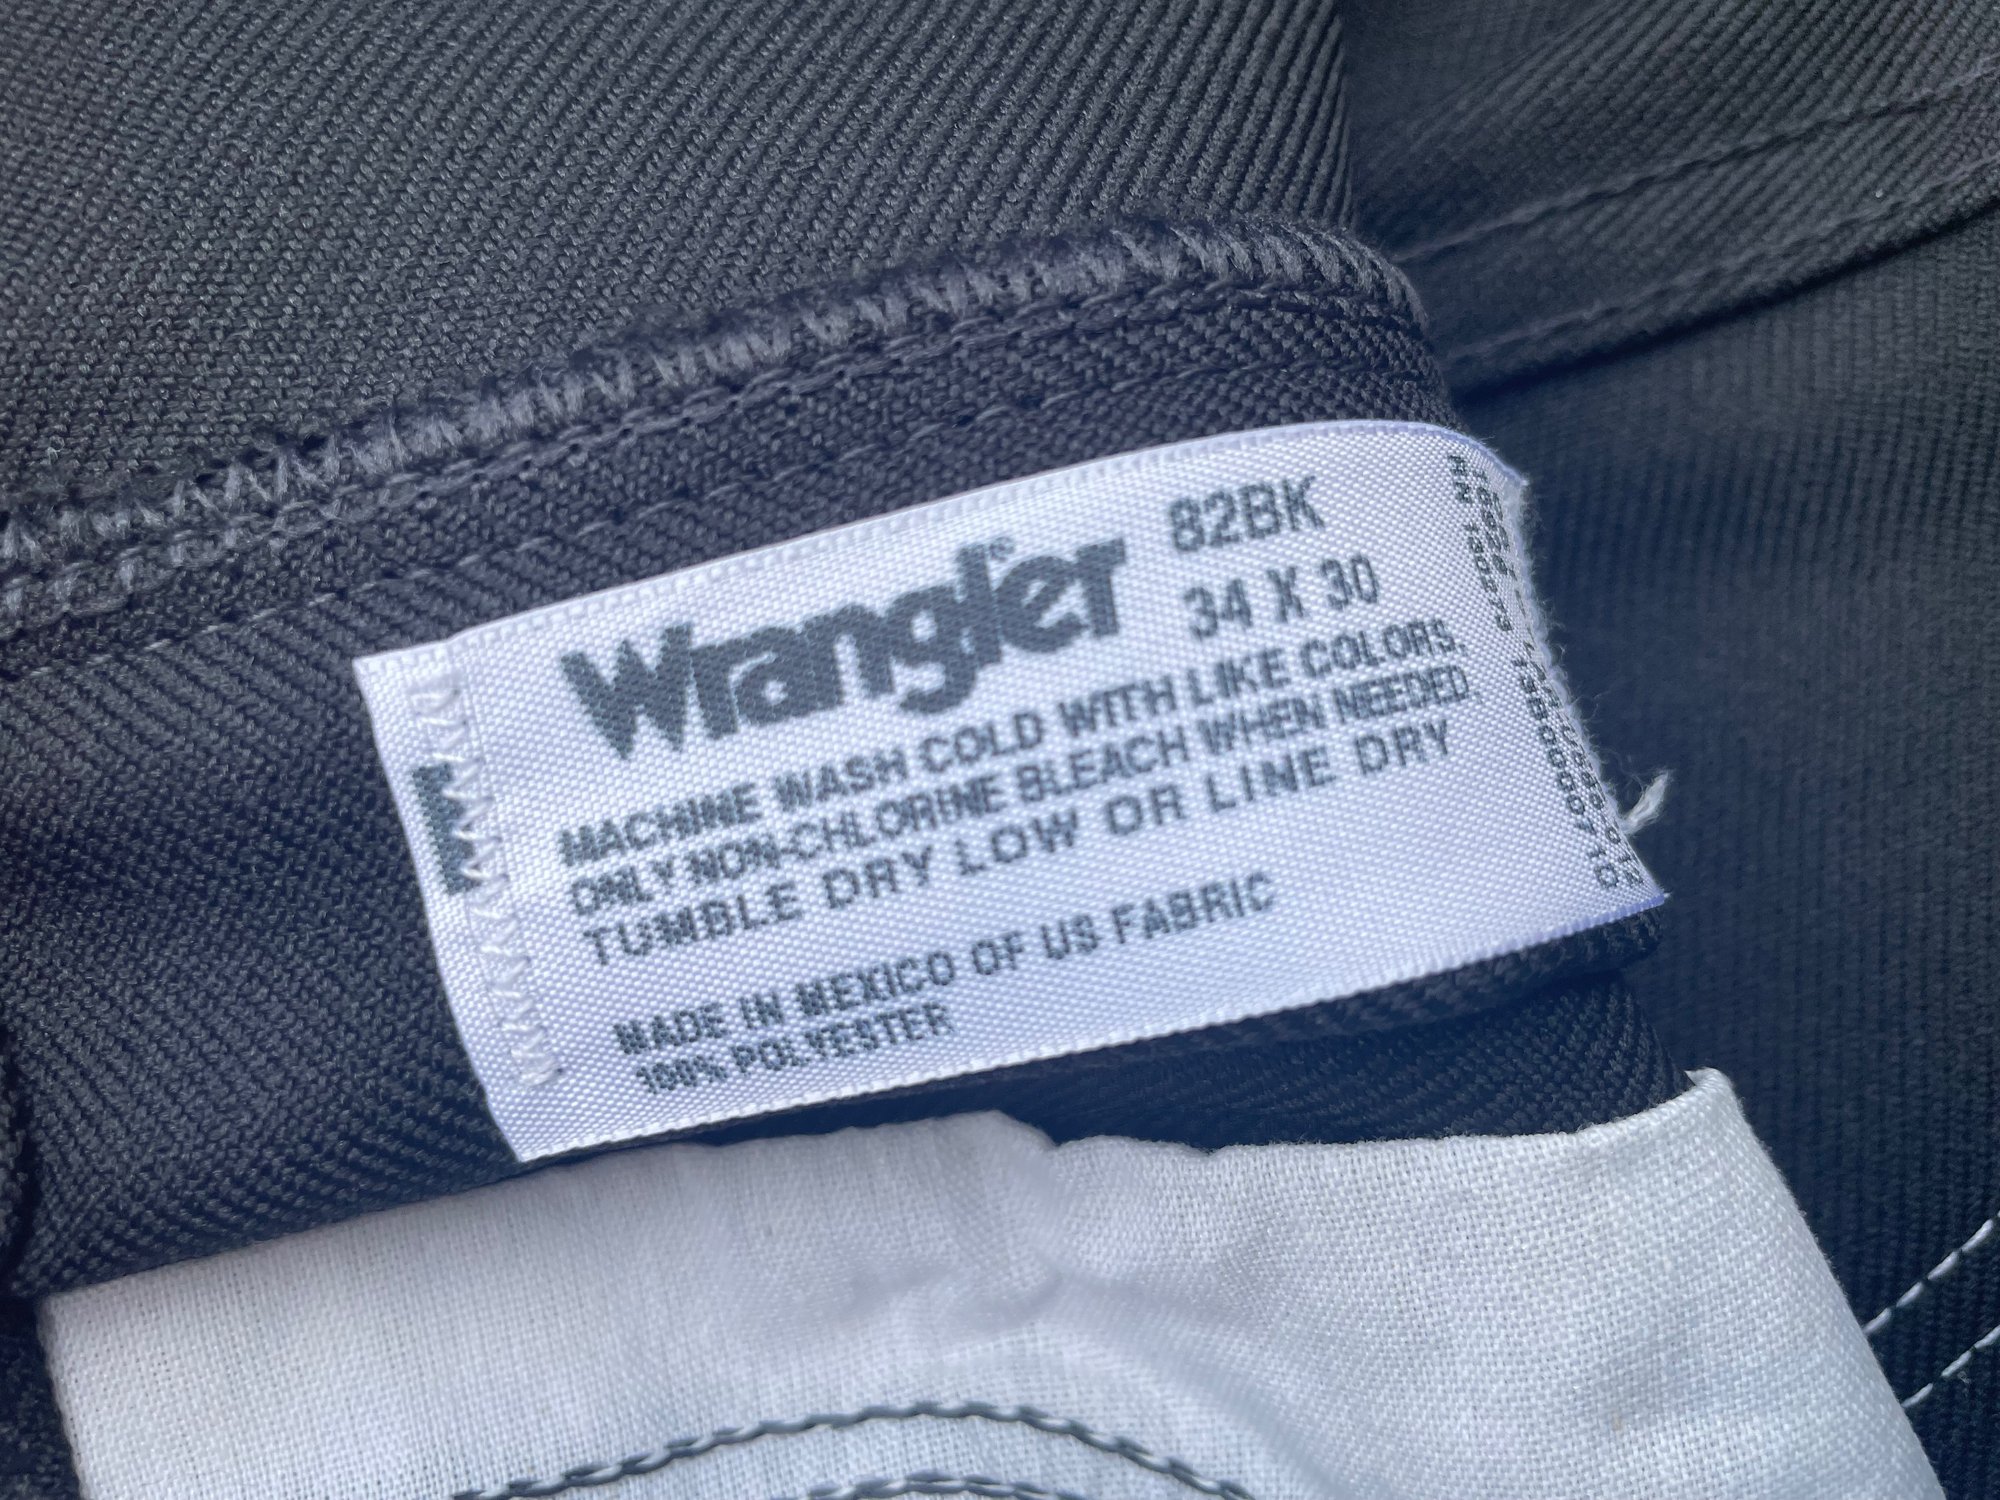 Wrangler®
82BK
34 X 30
MACHINE WASH COLD WITH LIKE COLORS.
ONLY NON-CHLORINE BLEACH WHEN NEEDED.
TUMBLE DRY LOW OR LINE DRY
MADE IN MEXICO OF US FABRIC
100% POLYESTER